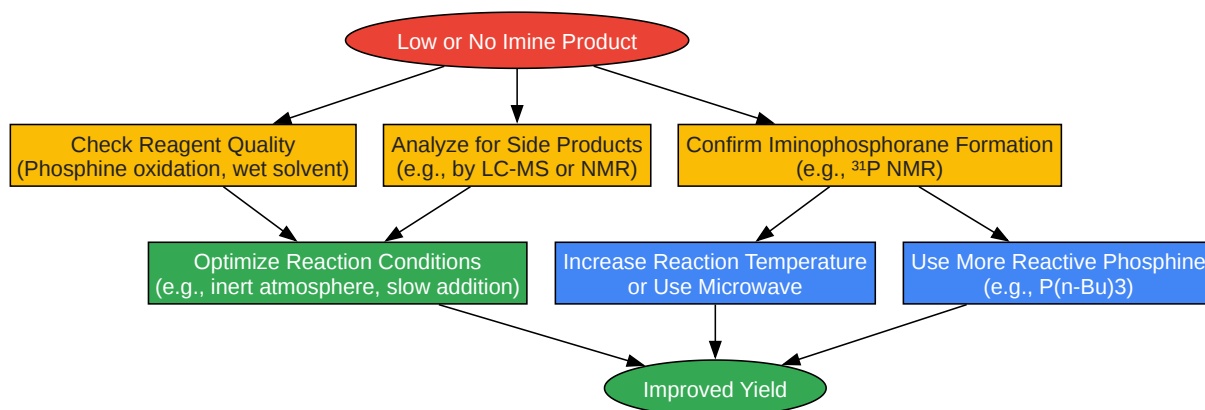 Low or No Imine Product
Check Reagent Quality
(Phosphine oxidation, wet solvent)
Analyze for Side Products
(e.g., by LC-MS or NMR)
Confirm Iminophosphorane Formation
(e.g., ³¹P NMR)
Optimize Reaction Conditions
(e.g., inert atmosphere, slow addition)
Increase Reaction Temperature
or Use Microwave
Use More Reactive Phosphine
(e.g., P(n-Bu)3)
Improved Yield